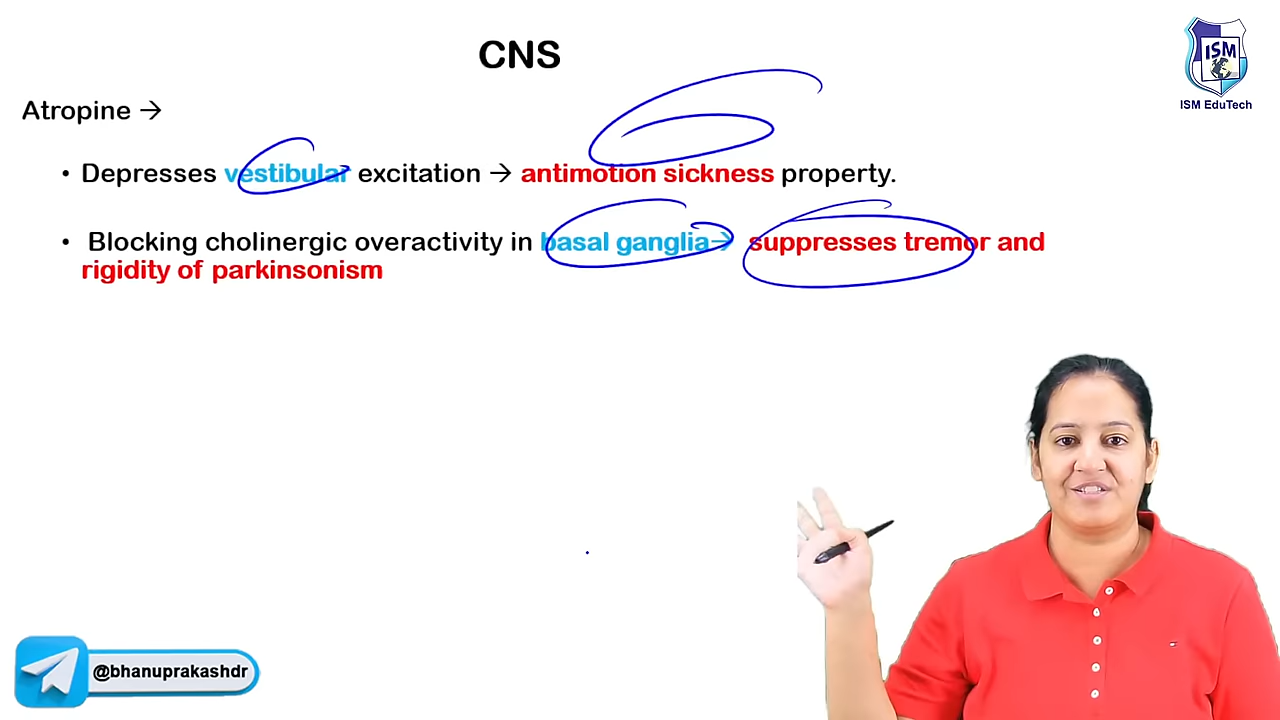 CNS
ISM
ISM EduTech
Atropine →
• Depresses vestibular excitation → antimotion sickness property.
• Blocking cholinergic overactivity in basal ganglia→ suppresses tremor and
rigidity of parkinsonism
@bhanuprakashdr